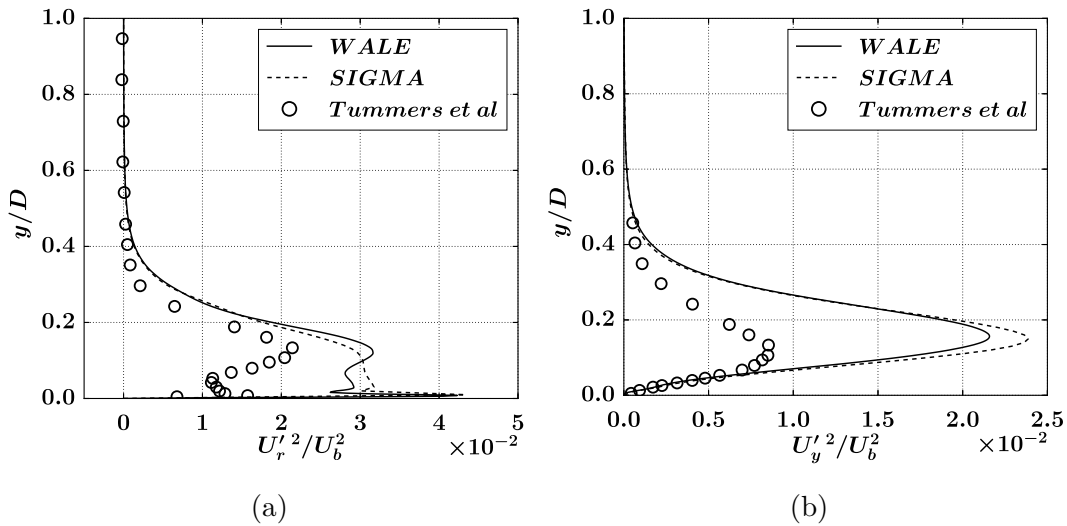 1.0
0.8
0.6
0.4
0.2
0.0
y/D
WALE
SIGMA
Tummers et al
0 1 2 3 4 5
U′r ²/U²b ×10⁻²
(a)
1.0
0.8
0.6
0.4
0.2
0.0
y/D
WALE
SIGMA
Tummers et al
0.0 0.5 1.0 1.5 2.0 2.5
U′y ²/U²b ×10⁻²
(b)